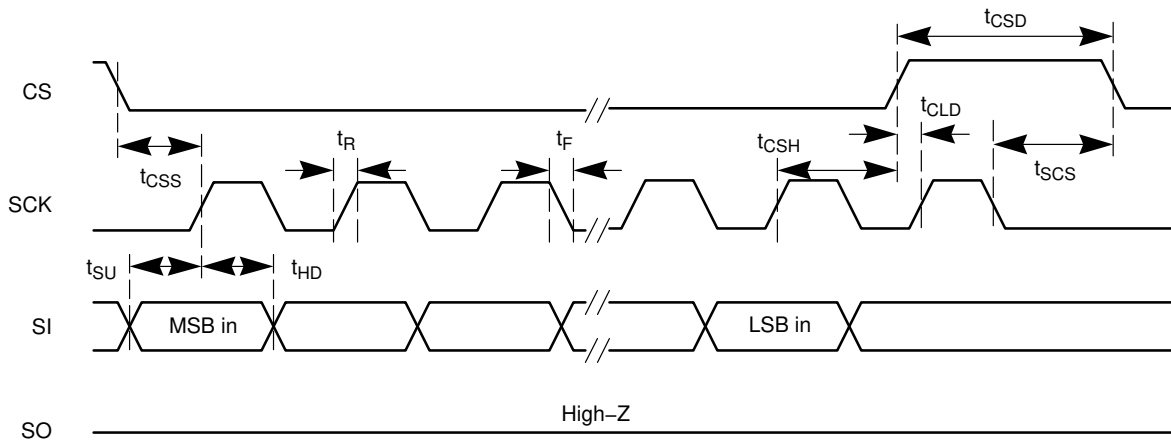 tCSD
CS
tCLD
tR
tF
tCSH
tCSS
tSCS
SCK
tSU
tHD
SI
MSB in
LSB in
High–Z
SO